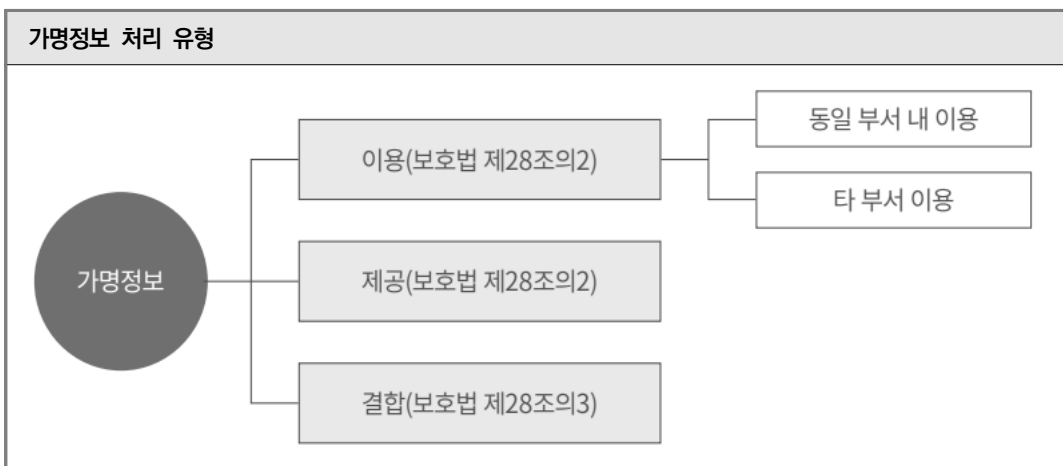 가명정보 처리 유형
동일 부서 내 이용
이용(보호법 제28조의2)
타 부서 이용
가명정보
제공(보호법 제28조의2)
결합(보호법 제28조의3)